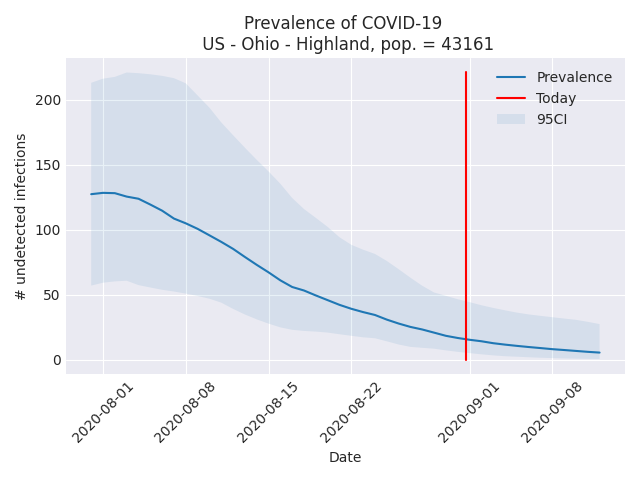 Prevalence of COVID-19
US - Ohio - Highland, pop. = 43161
Prevalence
Today
95CI
# undetected infections
200
150
100
50
0
2020-08-01
2020-08-08
2020-08-15
2020-08-22
2020-09-01
2020-09-08
Date